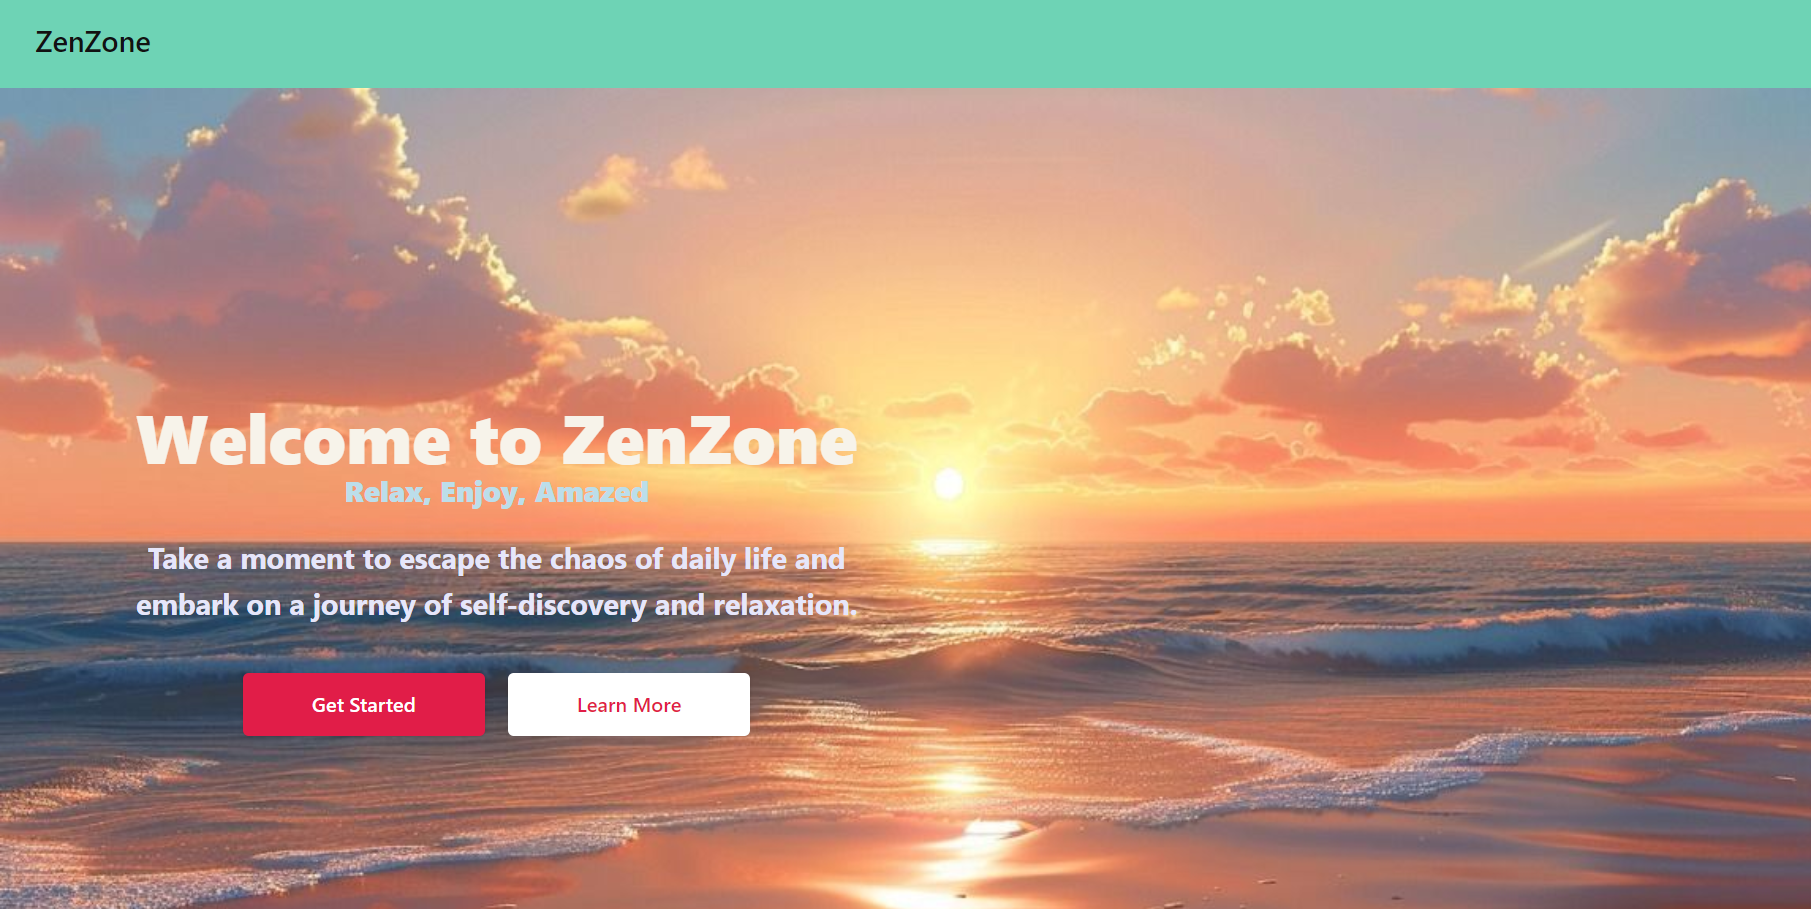 ZenZone
Welcome to ZenZone
Relax, Enjoy, Amazed
Take a moment to escape the chaos of daily life and
embark on a journey of self-discovery and relaxation.
Get Started
Learn More